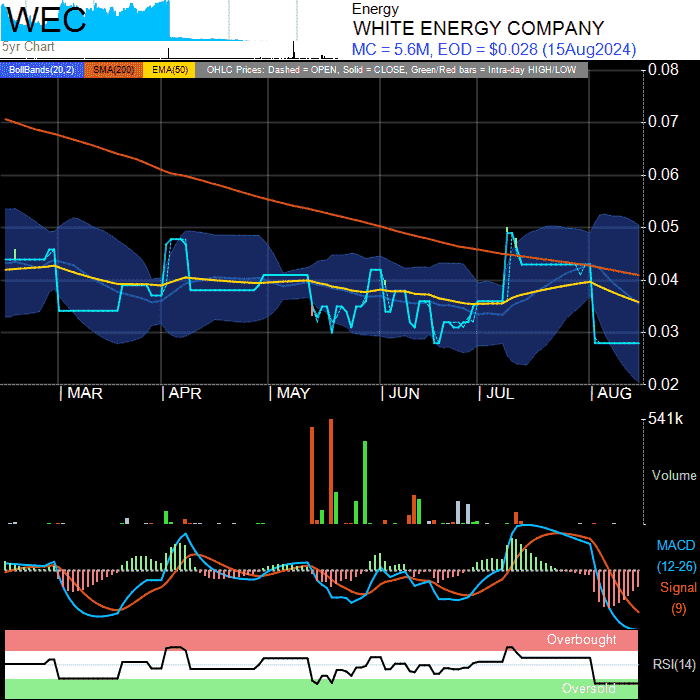 WEC
5yr Chart
Energy
WHITE ENERGY COMPANY
MC = 5.6M, EOD = $0.028 (15Aug2024)
BollBands(20,2) SMA(200) EMA(50) OHLC Prices: Dashed = OPEN, Solid = CLOSE, Green/Red bars = Intra-day HIGH/LOW
0.08
0.07
0.06
0.05
0.04
0.03
0.02
MAR APR MAY JUN JUL AUG
541k
Volume
MACD
(12-26)
Signal
(9)
Overbought
RSI(14)
Oversold